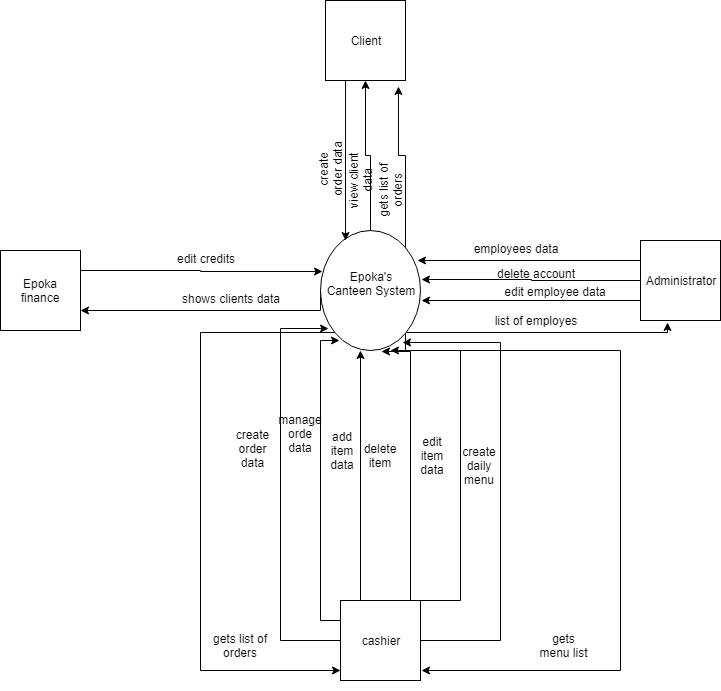 Client
create
order data
view client
data
gets list of
orders
Epoka
finance
edit credits
shows clients data
Epoka's
Canteen System
employees data
delete account
edit employee data
list of employes
Administrator
create
order
data
manage
orde
data
add
item
data
delete
item
edit
item
data
create
daily
menu
gets list of
orders
cashier
gets
menu list